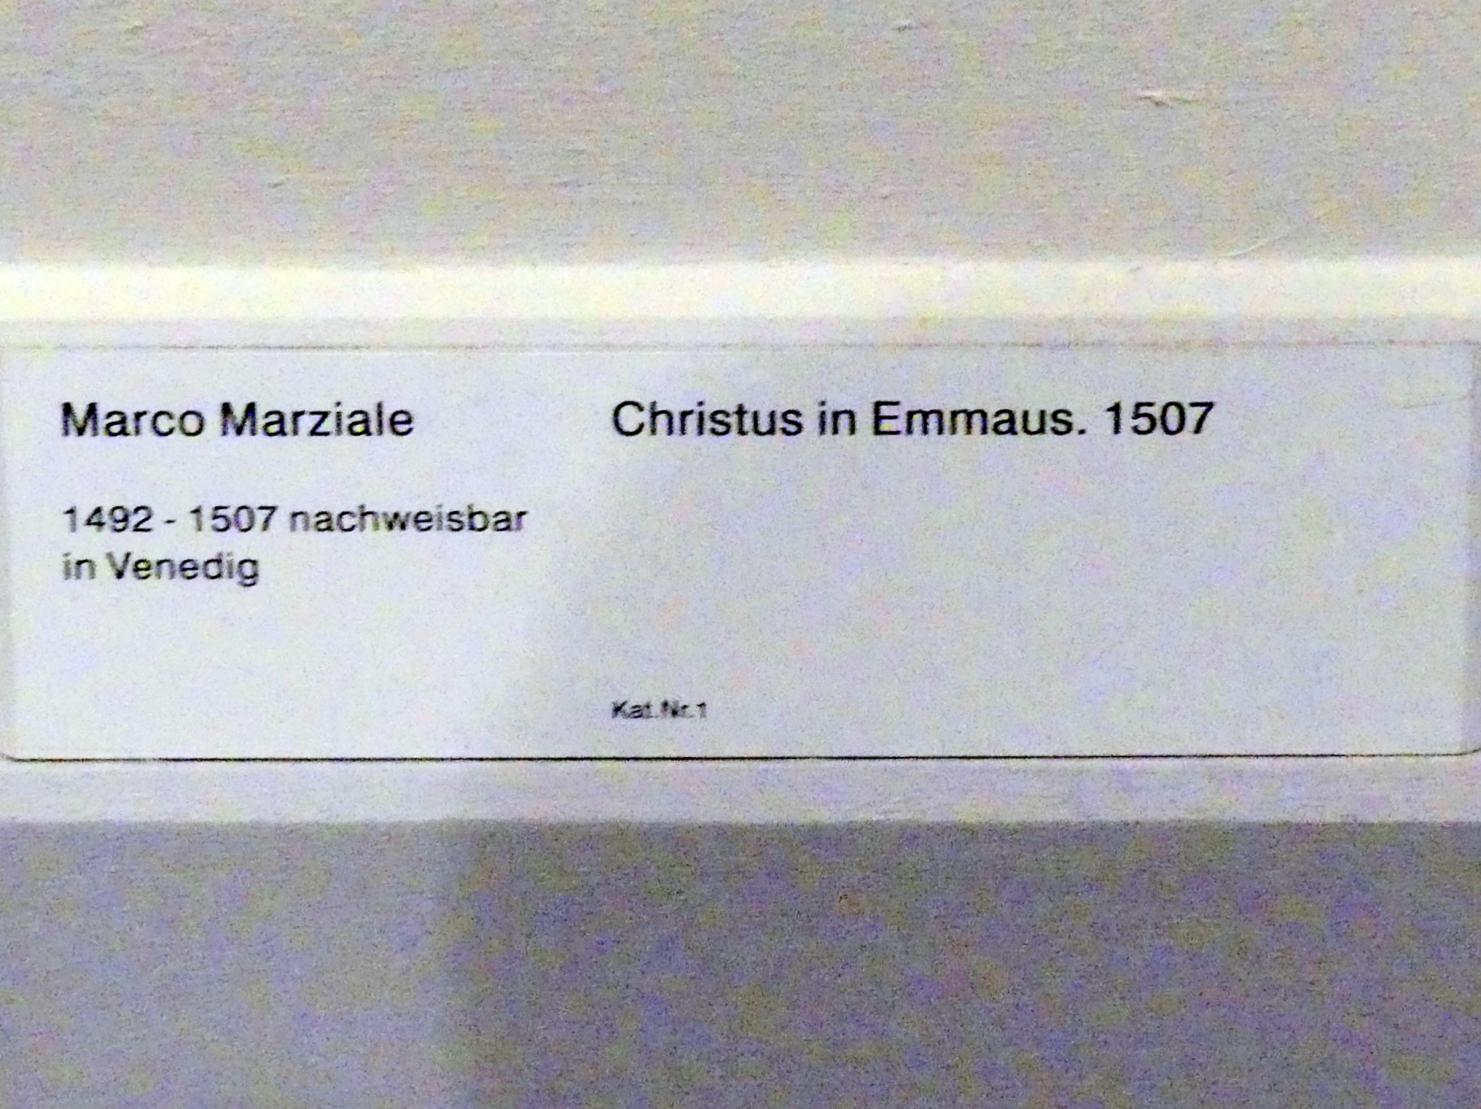 Marco Marziale
1492 - 1507 nachweisbar
in Venedig
Christus in Emmaus. 1507
Kat.Nr.1